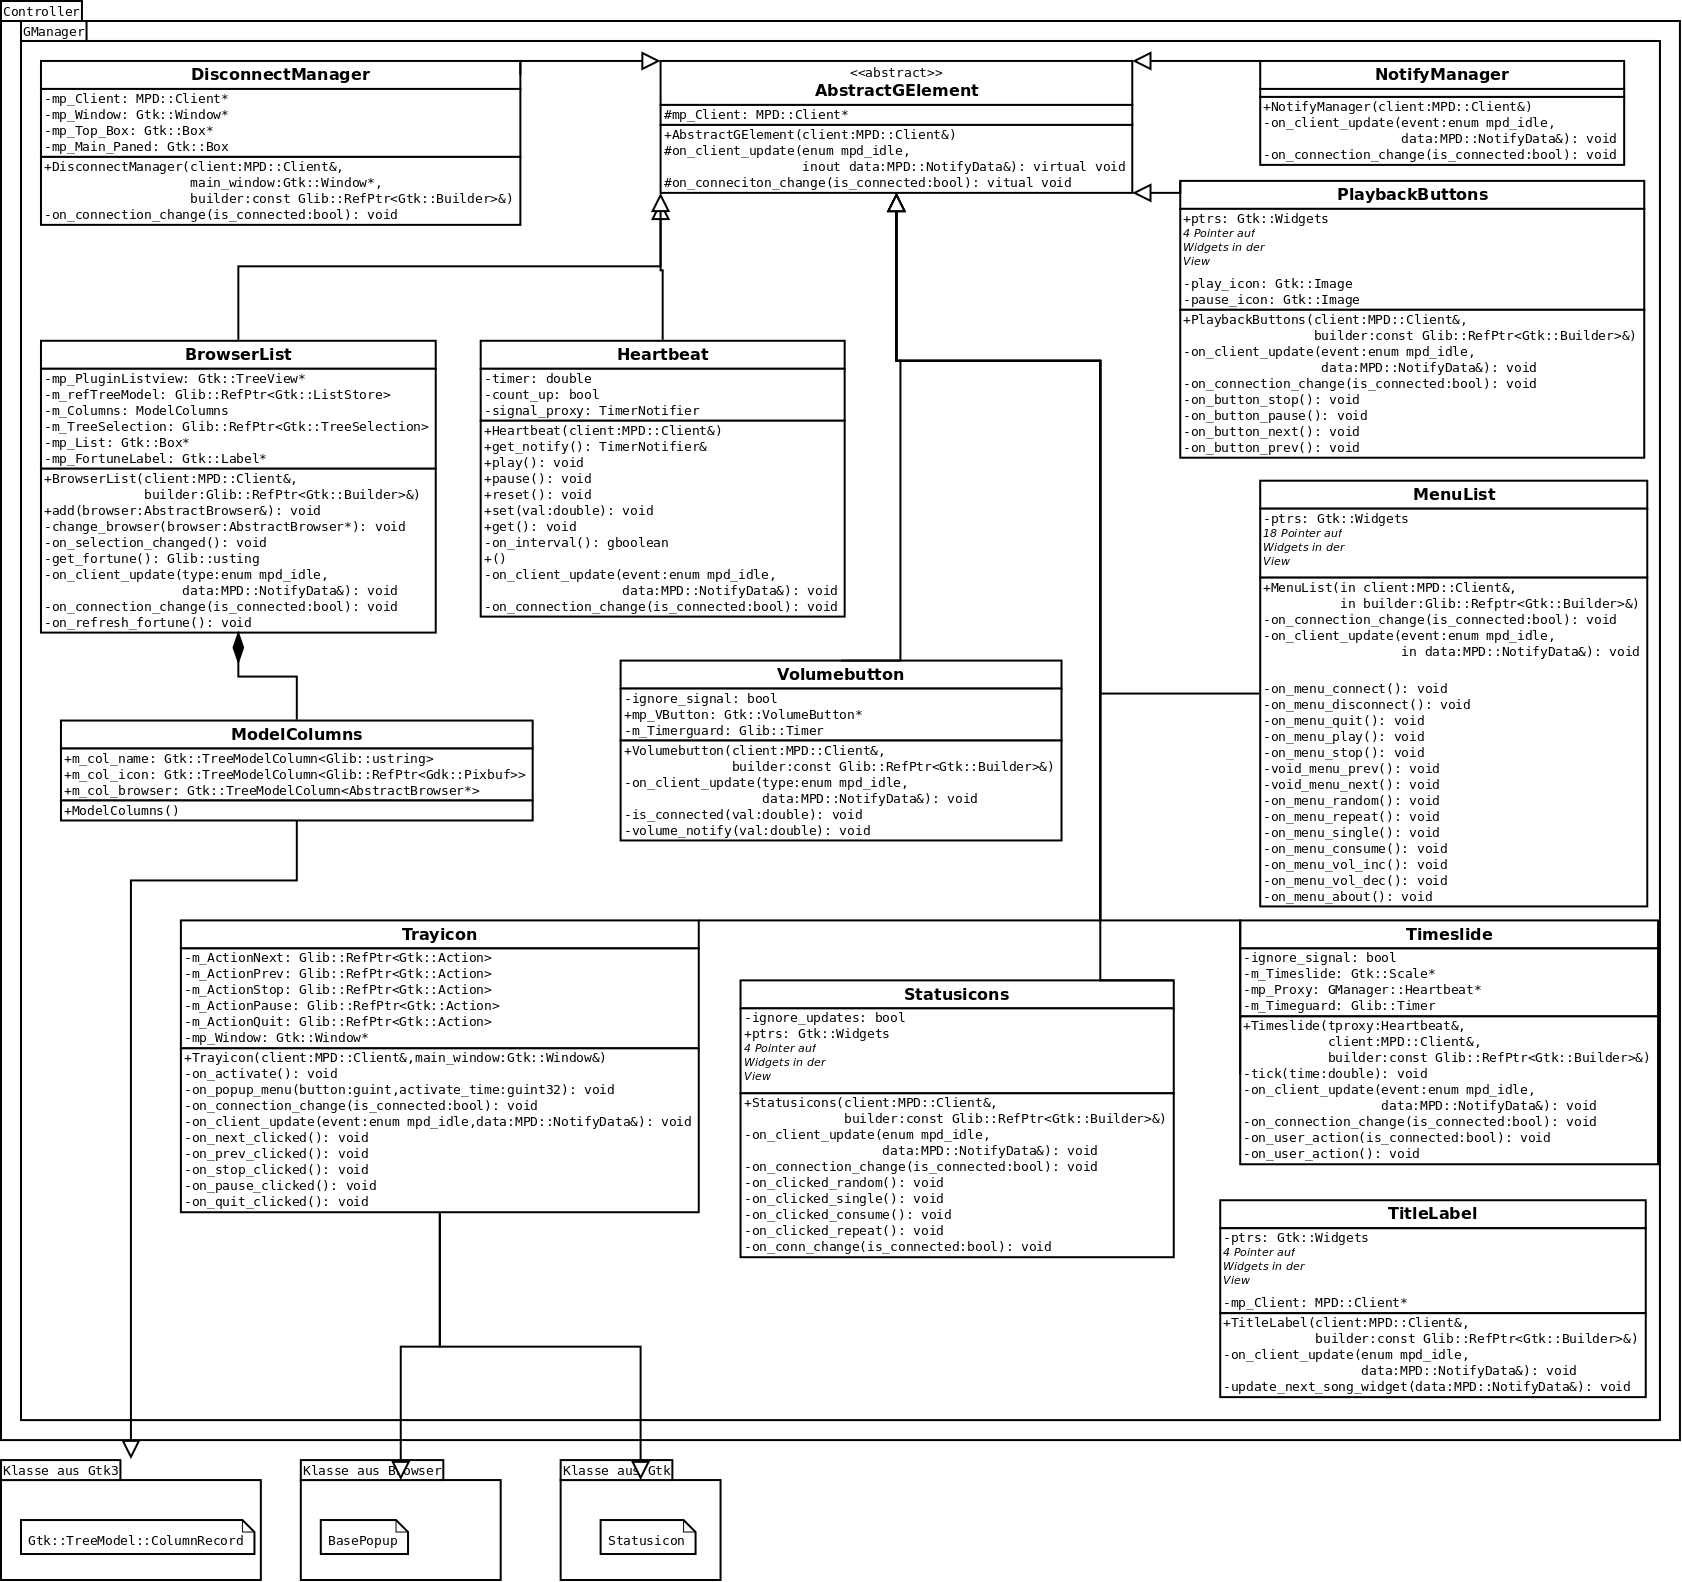 Controller
GManager
DisconnectManager
-mp_Client: MPD::Client*
-mp_Window: Gtk::Window*
-mp_Top_Box: Gtk::Box*
-mp_Main_Paned: Gtk::Box
+DisconnectManager(client:MPD::Client&,
main_window:Gtk::Window*,
builder:const Glib::RefPtr<Gtk::Builder>&)
-on_connection_change(is_connected:bool): void
<<abstract>>
AbstractGElement
#mp_Client: MPD::Client*
+AbstractGElement(client:MPD::Client&)
#on_client_update(enum mpd_idle,
inout data:MPD::NotifyData&): virtual void
#on_conneciton_change(is_connected:bool): vitual void
NotifyManager
+NotifyManager(client:MPD::Client&)
-on_client_update(event:enum mpd_idle,
data:MPD::NotifyData&): void
-on_connection_change(is_connected:bool): void
PlaybackButtons
+ptrs: Gtk::Widgets
4 Pointer auf
Widgets in der
View
-play_icon: Gtk::Image
-pause_icon: Gtk::Image
+PlaybackButtons(client:MPD::Client&,
builder:const Glib::RefPtr<Gtk::Builder>&)
-on_client_update(event:enum mpd_idle,
data:MPD::NotifyData&): void
-on_connection_change(is_connected:bool): void
-on_button_stop(): void
-on_button_pause(): void
-on_button_next(): void
-on_button_prev(): void
BrowserList
-mp_PluginListview: Gtk::TreeView*
-m_refTreeModel: Glib::RefPtr<Gtk::ListStore>
-m_Columns: ModelColumns
-m_TreeSelection: Glib::RefPtr<Gtk::TreeSelection>
-mp_List: Gtk::Box*
-mp_FortuneLabel: Gtk::Label*
+BrowserList(client:MPD::Client&,
builder:Glib::RefPtr<Gtk::Builder>&)
+add(browser:AbstractBrowser&): void
-change_browser(browser:AbstractBrowser*): void
-on_selection_changed(): void
-get_fortune(): Glib::usting
-on_client_update(type:enum mpd_idle,
data:MPD::NotifyData&): void
-on_connection_change(is_connected:bool): void
-on_refresh_fortune(): void
Heartbeat
-timer: double
-count_up: bool
-signal_proxy: TimerNotifier
+Heartbeat(client:MPD::Client&)
+get_notify(): TimerNotifier&
+play(): void
+pause(): void
+reset(): void
+set(val:double): void
+get(): void
-on_interval(): gboolean
+()
-on_client_update(event:enum mpd_idle,
data:MPD::NotifyData&): void
-on_connection_change(is_connected:bool): void
MenuList
-ptrs: Gtk::Widgets
18 Pointer auf
Widgets in der
View
+MenuList(in client:MPD::Client&,
in builder:Glib::Refptr<Gtk::Builder>&)
-on_connection_change(is_connected:bool): void
-on_client_update(event:enum mpd_idle,
in data:MPD::NotifyData&): void
-on_menu_connect(): void
-on_menu_disconnect(): void
-on_menu_quit(): void
-on_menu_play(): void
-on_menu_stop(): void
-void_menu_prev(): void
-void_menu_next(): void
-on_menu_random(): void
-on_menu_repeat(): void
-on_menu_single(): void
-on_menu_consume(): void
-on_menu_vol_inc(): void
-on_menu_vol_dec(): void
-on_menu_about(): void
Volumebutton
-ignore_signal: bool
+mp_VButton: Gtk::VolumeButton*
-m_Timerguard: Glib::Timer
+Volumebutton(client:MPD::Client&,
builder:const Glib::RefPtr<Gtk::Builder>&)
-on_client_update(type:enum mpd_idle,
data:MPD::NotifyData&): void
-is_connected(val:double): void
-volume_notify(val:double): void
ModelColumns
+m_col_name: Gtk::TreeModelColumn<Glib::ustring>
+m_col_icon: Gtk::TreeModelColumn<Glib::RefPtr<Gdk::Pixbuf>>
+m_col_browser: Gtk::TreeModelColumn<AbstractBrowser*>
+ModelColumns()
Trayicon
-m_ActionNext: Glib::RefPtr<Gtk::Action>
-m_ActionPrev: Glib::RefPtr<Gtk::Action>
-m_ActionStop: Glib::RefPtr<Gtk::Action>
-m_ActionPause: Glib::RefPtr<Gtk::Action>
-m_ActionQuit: Glib::RefPtr<Gtk::Action>
-mp_Window: Gtk::Window*
+Trayicon(client:MPD::Client&,main_window:Gtk::Window&)
-on_activate(): void
-on_popup_menu(button:guint,activate_time:guint32): void
-on_connection_change(is_connected:bool): void
-on_client_update(event:enum mpd_idle,data:MPD::NotifyData&): void
-on_next_clicked(): void
-on_prev_clicked(): void
-on_stop_clicked(): void
-on_pause_clicked(): void
-on_quit_clicked(): void
Statusicons
-ignore_updates: bool
+ptrs: Gtk::Widgets
4 Pointer auf
Widgets in der
View
+Statusicons(client:MPD::Client&,
builder:const Glib::RefPtr<Gtk::Builder>&)
-on_client_update(enum mpd_idle,
data:MPD::NotifyData&): void
-on_connection_change(is_connected:bool): void
-on_clicked_random(): void
-on_clicked_single(): void
-on_clicked_consume(): void
-on_clicked_repeat(): void
-on_conn_change(is_connected:bool): void
Timeslide
-ignore_signal: bool
-m_Timeslide: Gtk::Scale*
-mp_Proxy: GManager::Heartbeat*
-m_Timeguard: Glib::Timer
+Timeslide(tproxy:Heartbeat&,
client:MPD::Client&,
builder:const Glib::RefPtr<Gtk::Builder>&)
-tick(time:double): void
-on_client_update(event:enum mpd_idle,
data:MPD::NotifyData&): void
-on_connection_change(is_connected:bool): void
-on_user_action(is_connected:bool): void
-on_user_action(): void
TitleLabel
-ptrs: Gtk::Widgets
4 Pointer auf
Widgets in der
View
-mp_Client: MPD::Client*
+TitleLabel(client:MPD::Client&,
builder:const Glib::RefPtr<Gtk::Builder>&)
-on_client_update(enum mpd_idle,
data:MPD::NotifyData&): void
-update_next_song_widget(data:MPD::NotifyData&): void
Klasse aus Gtk3
Gtk::TreeModel::ColumnRecord
Klasse aus Browser
BasePopup
Klasse aus Gtk
Statusicon